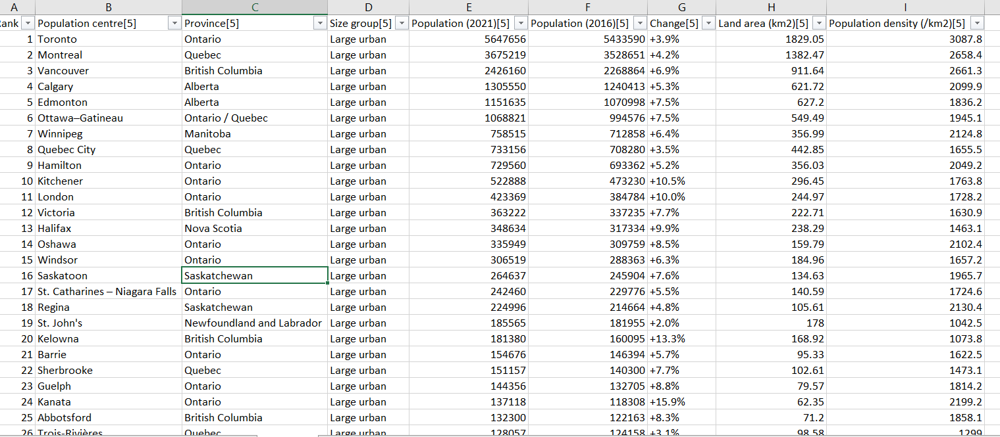 A B C D E F G H I
Rank Population centre[5] Province[5] Size group[5] Population (2021)[5] Population (2016)[5] Change[5] Land area (km2)[5] Population density (/km2)[5]
1 Toronto Ontario Large urban 5647656 5433590 +3.9% 1829.05 3087.8
2 Montreal Quebec Large urban 3675219 3528651 +4.2% 1382.47 2658.4
3 Vancouver British Columbia Large urban 2426160 2268864 +6.9% 911.64 2661.3
4 Calgary Alberta Large urban 1305550 1240413 +5.3% 621.72 2099.9
5 Edmonton Alberta Large urban 1151635 1070998 +7.5% 627.2 1836.2
6 Ottawa–Gatineau Ontario / Quebec Large urban 1068821 994576 +7.5% 549.49 1945.1
7 Winnipeg Manitoba Large urban 758515 712858 +6.4% 356.99 2124.8
8 Quebec City Quebec Large urban 733156 708280 +3.5% 442.85 1655.5
9 Hamilton Ontario Large urban 729560 693362 +5.2% 356.03 2049.2
10 Kitchener Ontario Large urban 522888 473230 +10.5% 296.45 1763.8
11 London Ontario Large urban 423369 384784 +10.0% 244.97 1728.2
12 Victoria British Columbia Large urban 363222 337235 +7.7% 222.71 1630.9
13 Halifax Nova Scotia Large urban 348634 317334 +9.9% 238.29 1463.1
14 Oshawa Ontario Large urban 335949 309759 +8.5% 159.79 2102.4
15 Windsor Ontario Large urban 306519 288363 +6.3% 184.96 1657.2
16 Saskatoon Saskatchewan Large urban 264637 245904 +7.6% 134.63 1965.7
17 St. Catharines – Niagara Falls Ontario Large urban 242460 229776 +5.5% 140.59 1724.6
18 Regina Saskatchewan Large urban 224996 214664 +4.8% 105.61 2130.4
19 St. John's Newfoundland and Labrador Large urban 185565 181955 +2.0% 178 1042.5
20 Kelowna British Columbia Large urban 181380 160095 +13.3% 168.92 1073.8
21 Barrie Ontario Large urban 154676 146394 +5.7% 95.33 1622.5
22 Sherbrooke Quebec Large urban 151157 140300 +7.7% 102.61 1473.1
23 Guelph Ontario Large urban 144356 132705 +8.8% 79.57 1814.2
24 Kanata Ontario Large urban 137118 118308 +15.9% 62.35 2199.2
25 Abbotsford British Columbia Large urban 132300 122163 +8.3% 71.2 1858.1
26 Trois-Rivières Quebec Large urban 128057 124158 +3.1% 98.58 1299